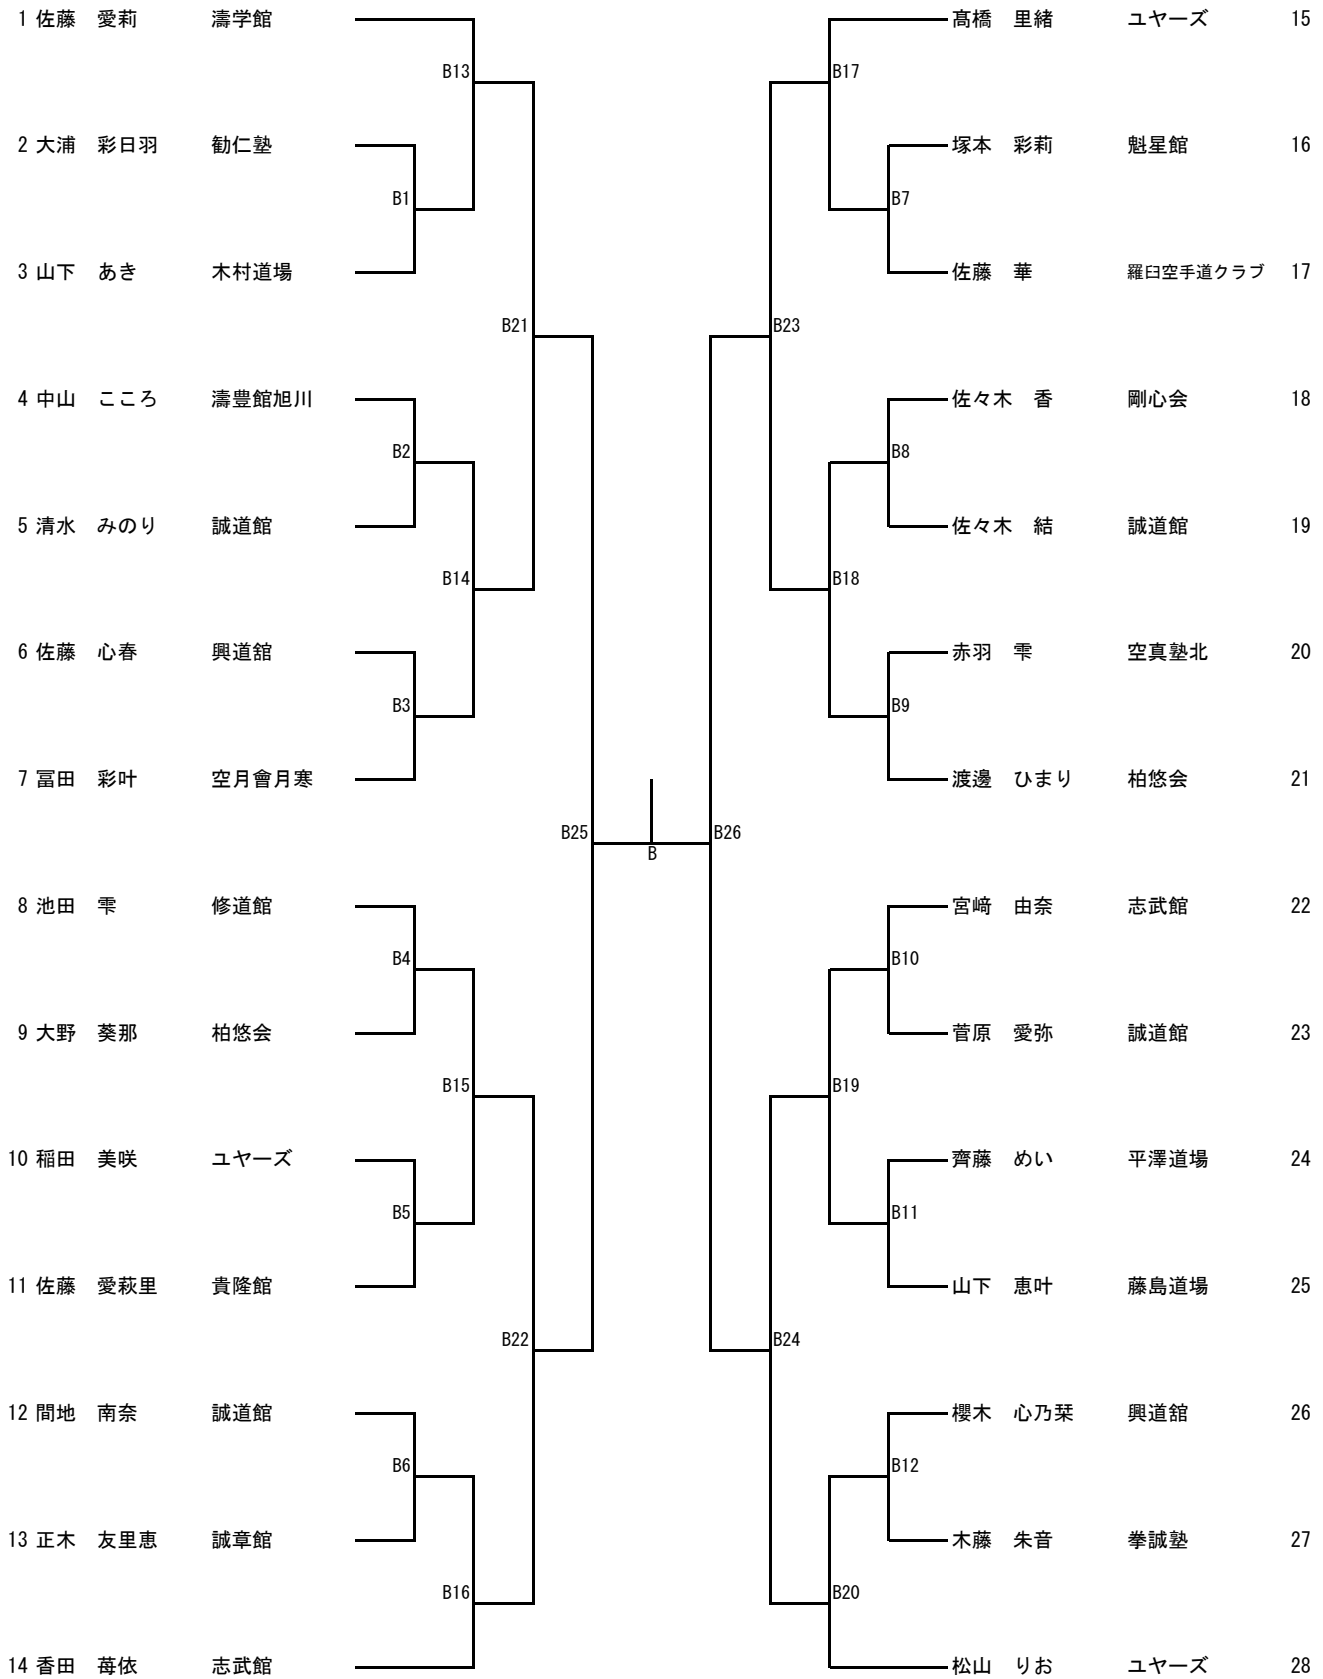 1 佐藤 愛莉 濤学館
B13
2 大浦 彩日羽 勧仁塾
B1
3 山下 あき 木村道場
B21
4 中山 こころ 濤豊館旭川
B2
5 清水 みのり 誠道館
B14
6 佐藤 心春 興道舘
B3
7 冨田 彩叶 空月會月寒
B25
8 池田 雫 修道館
B4
9 大野 葵那 柏悠会
B15
10 稲田 美咲 ユヤーズ
B5
11 佐藤 愛萩里 貴隆館
B22
12 間地 南奈 誠道館
B6
13 正木 友里恵 誠章館
B16
14 香田 苺依 志武館
B
髙橋 里緒 ユヤーズ 15
B17
塚本 彩莉 魁星館 16
B7
佐藤 華 羅臼空手道クラブ 17
B23
佐々木 香 剛心会 18
B8
佐々木 結 誠道館 19
B18
赤羽 雫 空真塾北 20
B9
渡邊 ひまり 柏悠会 21
B26
宮﨑 由奈 志武館 22
B10
菅原 愛弥 誠道館 23
B19
齊藤 めい 平澤道場 24
B11
山下 恵叶 藤島道場 25
B24
櫻木 心乃栞 興道舘 26
B12
木藤 朱音 拳誠塾 27
B20
松山 りお ユヤーズ 28